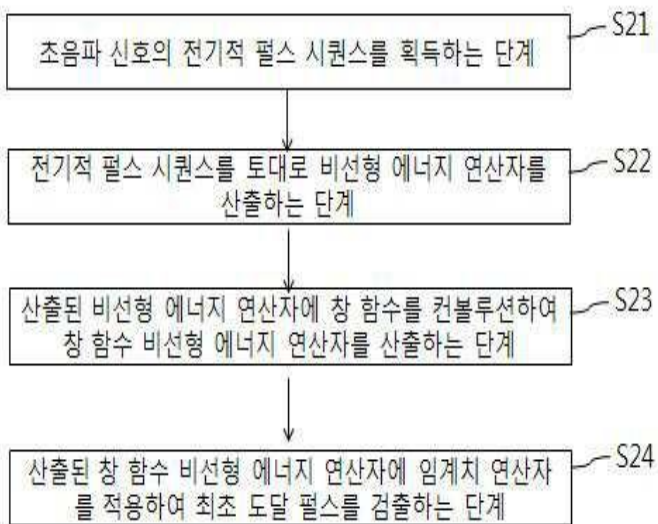 초음파 신호의 전기적 펄스 시퀀스를 획득하는 단계
S21
전기적 펄스 시퀀스를 토대로 비선형 에너지 연산자를
산출하는 단계
S22
산출된 비선형 에너지 연산자에 창 함수를 컨볼루션하여
창 함수 비선형 에너지 연산자를 산출하는 단계
S23
산출된 창 함수 비선형 에너지 연산자에 임계치 연산자
를 적용하여 최초 도달 펄스를 검출하는 단계
S24